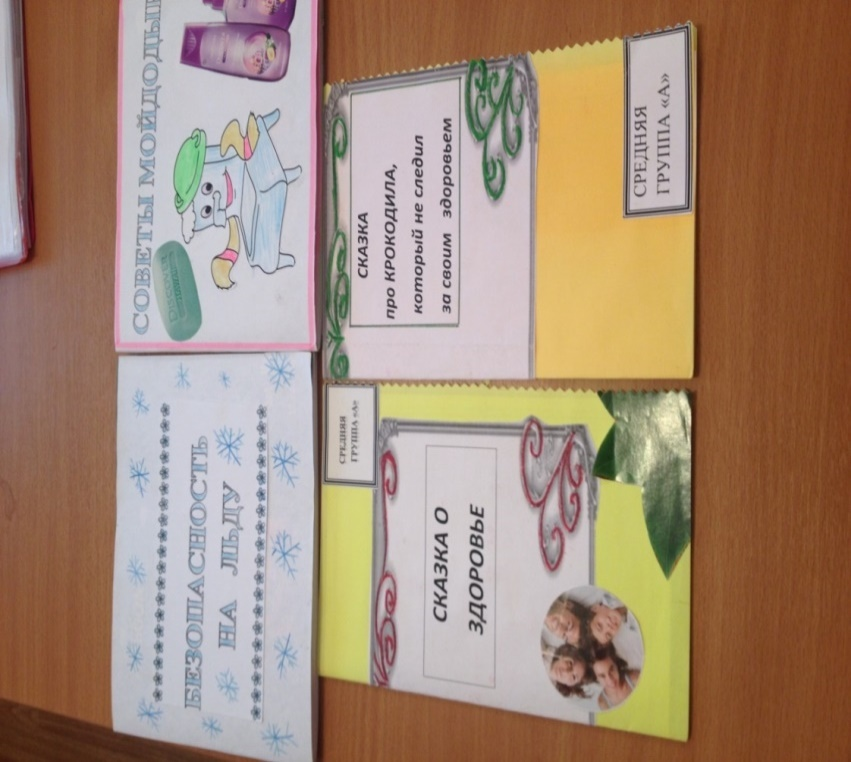 СОВЕТЫ МОЙДОДЫ
БЕЗОПАСНОСТЬ
НА ЛЬДУ
СКАЗКА
про КРОКОДИЛА,
который не следил
за своим здоровьем
СРЕДНЯЯ
ГРУППА «А»
СРЕДНЯЯ
ГРУППА «А»
СКАЗКА О
ЗДОРОВЬЕ